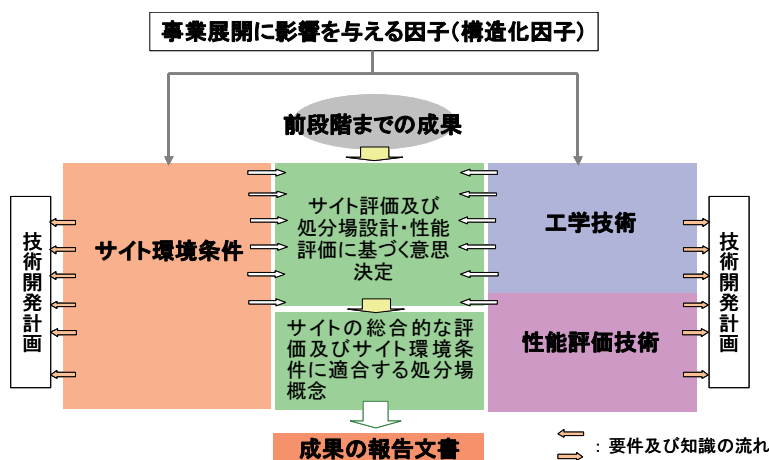 事業展開に影響を与える因子(構造化因子)
前段階までの成果
技術開発計画
サイト環境条件
サイト評価及び
処分場設計・性能
評価に基づく意思
決定
工学技術
技術開発計画
サイトの総合的な評
価及びサイト環境条
件に適合する処分場
概念
性能評価技術
成果の報告文書
:要件及び知識の流れ